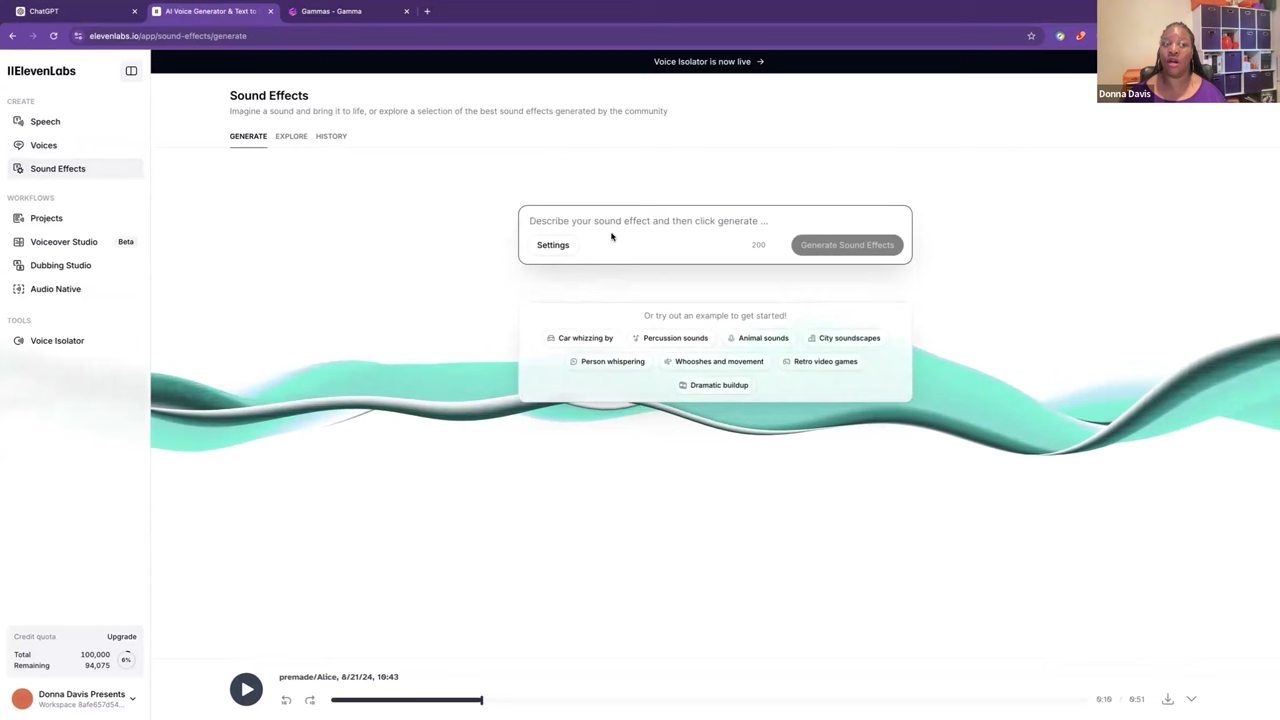 ChatGPT
AI Voice Generator & Text to
Gammas - Gamma
elevenlabs.io/app/sound-effects/generate
Donna Davis
IIElevenLabs
Voice Isolator is now live →
CREATE
Speech
Voices
Sound Effects
WORKFLOWS
Projects
Voiceover Studio Beta
Dubbing Studio
Audio Native
TOOLS
Voice Isolator
Sound Effects
Imagine a sound and bring it to life, or explore a selection of the best sound effects generated by the community
GENERATE EXPLORE HISTORY
Describe your sound effect and then click generate ...
Settings 200 Generate Sound Effects
Or try out an example to get started!
Car whizzing by Percussion sounds Animal sounds City soundscapes
Person whispering Whooshes and movement Retro video games
Dramatic buildup
Credit quota Upgrade
Total 100,000
Remaining 94,075
6%
Donna Davis Presents
Workspace 8afe657d54...
premade/Alice, 8/21/24, 10:43
0:10 0:51